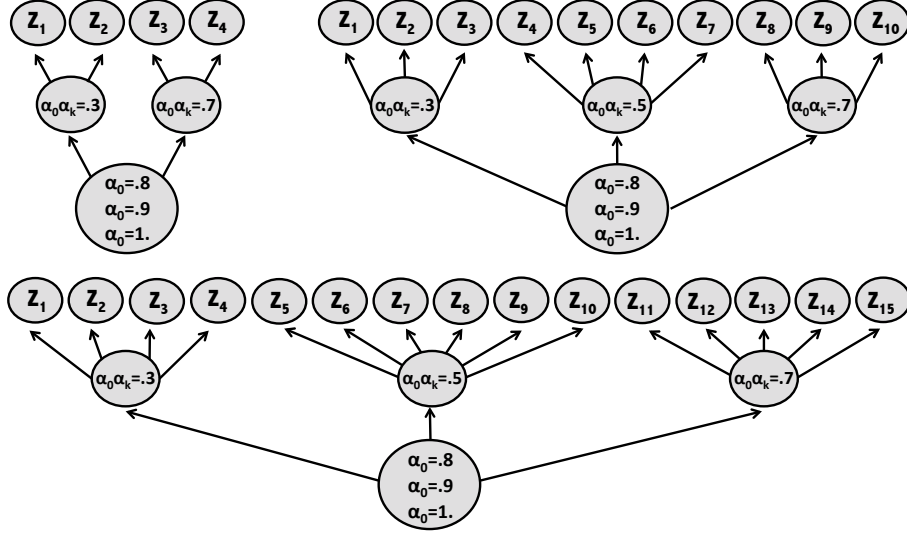 Z₁ Z₂ Z₃ Z₄
α₀αₖ=.3 α₀αₖ=.7
α₀=.8
α₀=.9
α₀=1.
Z₁ Z₂ Z₃ Z₄ Z₅ Z₆ Z₇ Z₈ Z₉ Z₁₀
α₀αₖ=.3 α₀αₖ=.5 α₀αₖ=.7
α₀=.8
α₀=.9
α₀=1.
Z₁ Z₂ Z₃ Z₄ Z₅ Z₆ Z₇ Z₈ Z₉ Z₁₀ Z₁₁ Z₁₂ Z₁₃ Z₁₄ Z₁₅
α₀αₖ=.3 α₀αₖ=.5 α₀αₖ=.7
α₀=.8
α₀=.9
α₀=1.